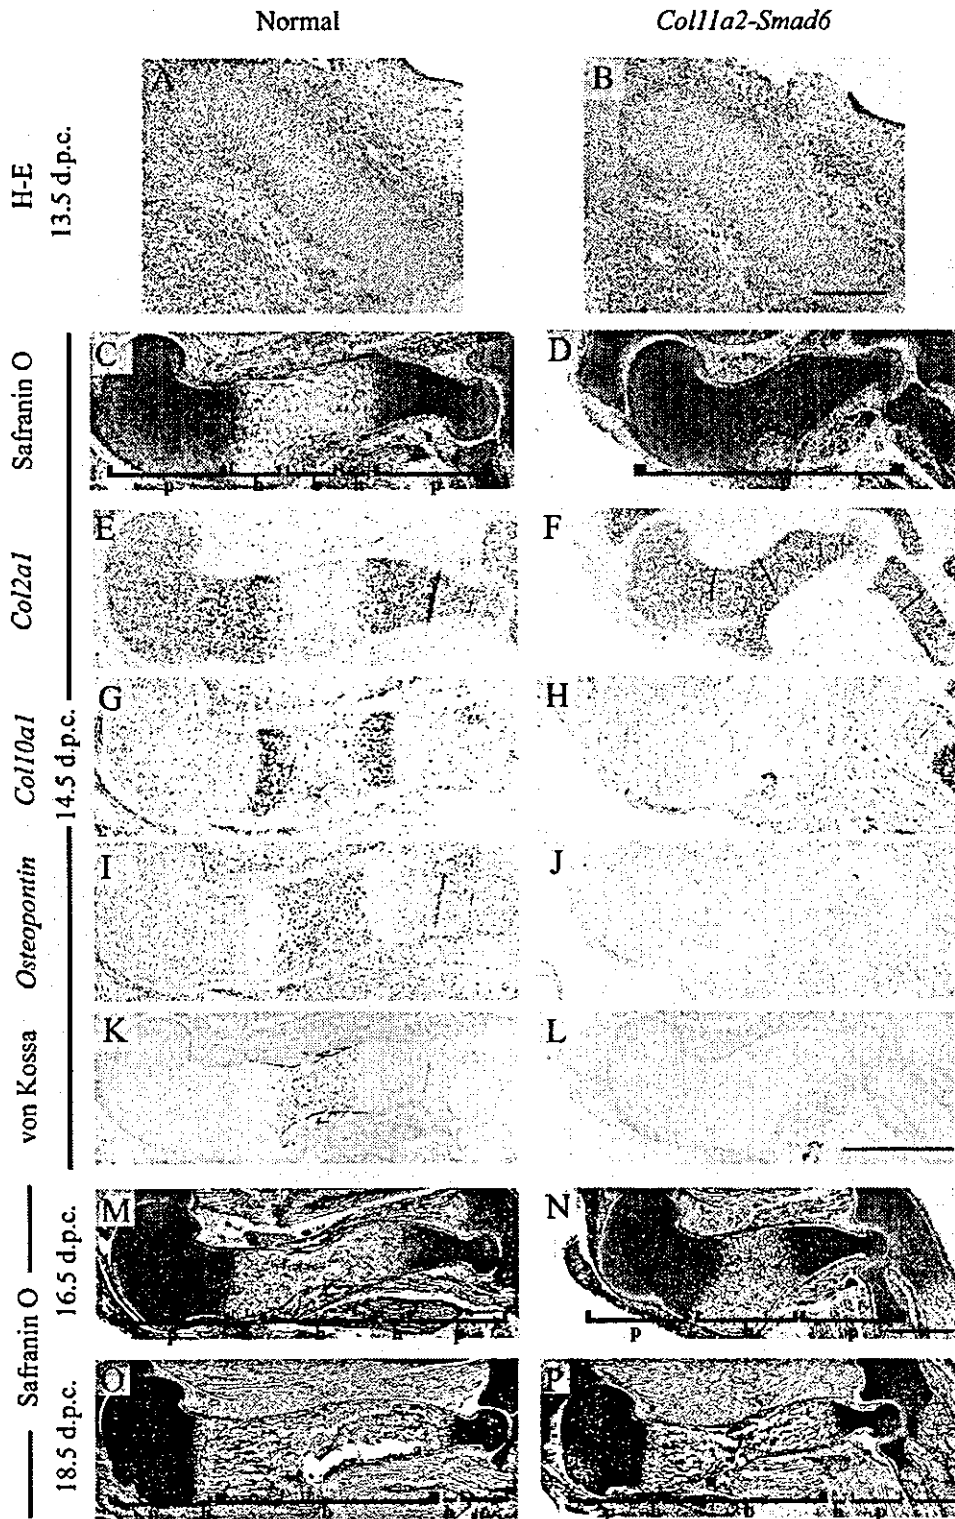 Normal
Col11a2-Smad6
H-E
13.5 d.p.c.
A
B
Safranin O
C
D
p
p
Col2a1
E
F
14.5 d.p.c.
Col10a1
G
H
Osteopontin
I
J
von Kossa
K
L
Safranin O
16.5 d.p.c.
M
N
p
h
p
18.5 d.p.c.
O
P